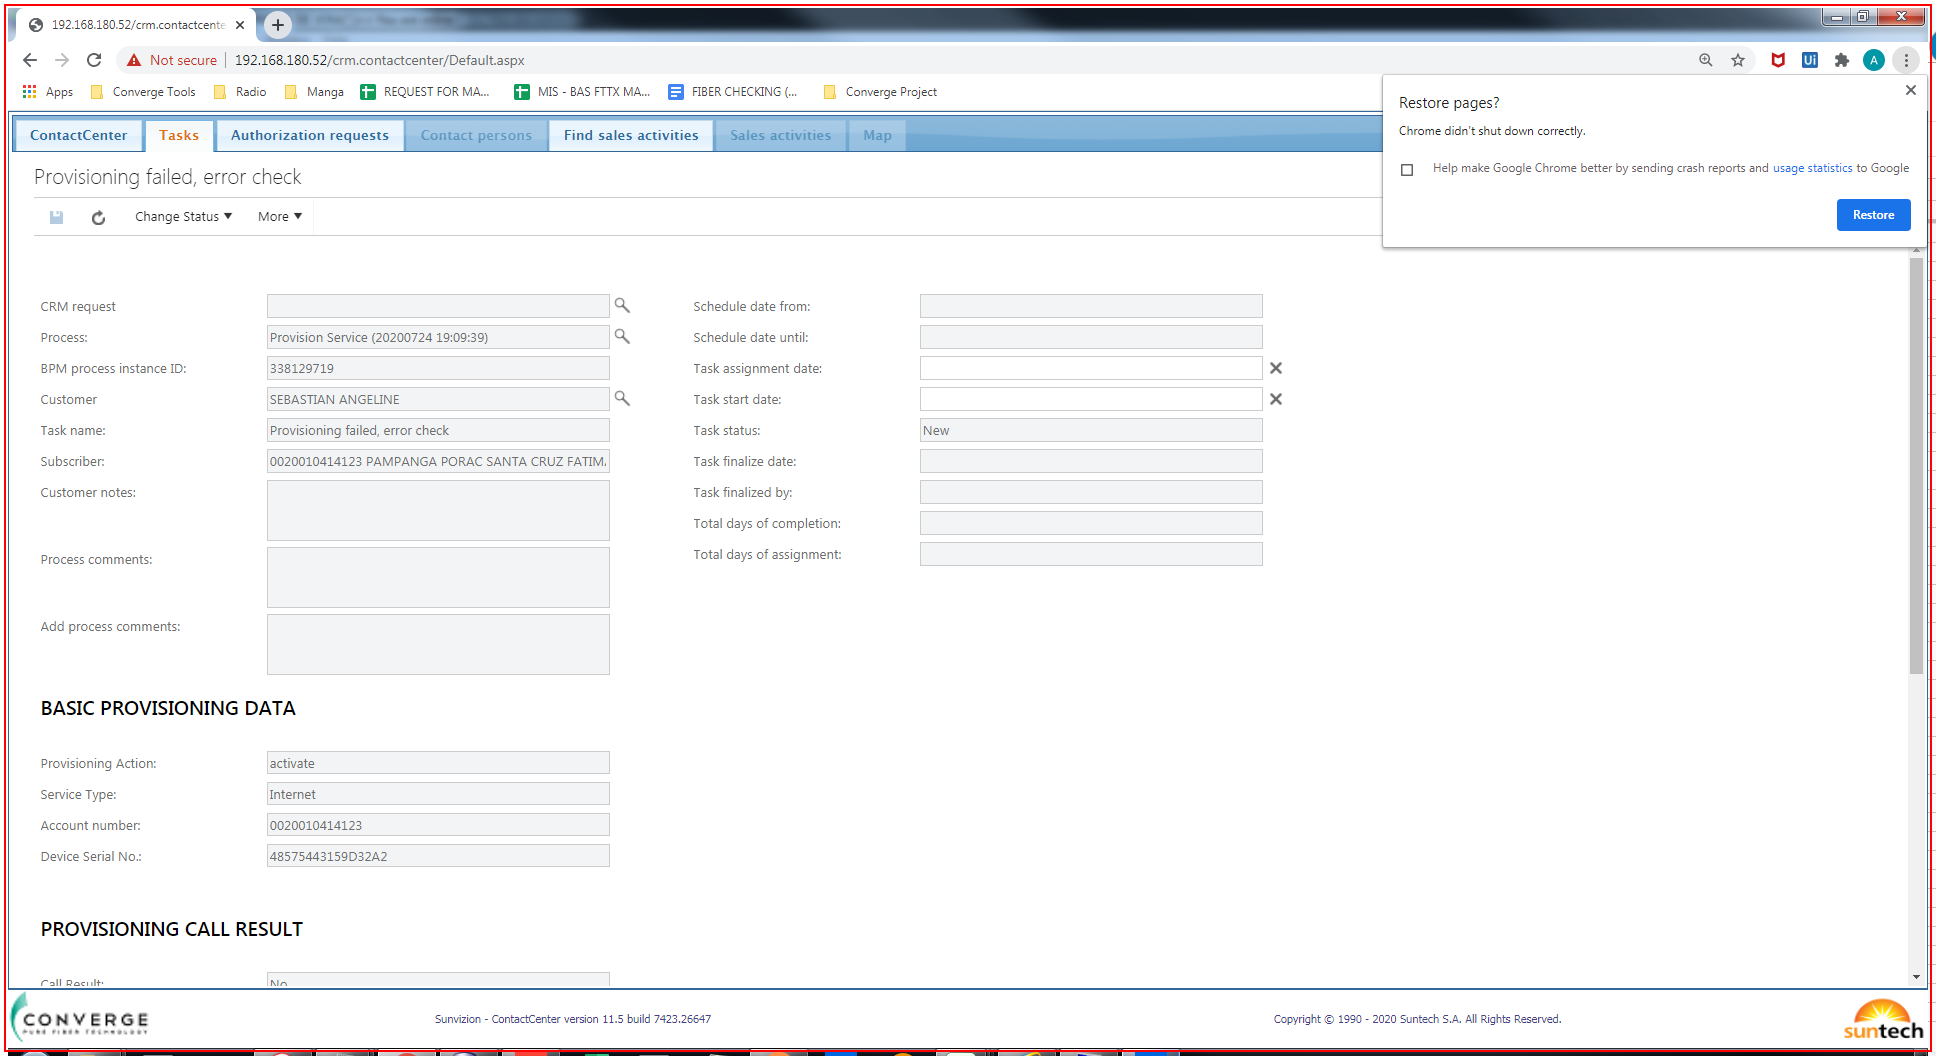 192.168.180.52/crm.contactcente
Not secure
192.168.180.52/crm.contactcenter/Default.aspx
Ui
A
Apps
Converge Tools
Radio
Manga
REQUEST FOR MA...
MIS - BAS FTTX MA...
FIBER CHECKING (...
Converge Project
Restore pages?
Chrome didn't shut down correctly.
Help make Google Chrome better by sending crash reports and usage statistics to Google
Restore
ContactCenter
Tasks
Authorization requests
Contact persons
Find sales activities
Sales activities
Map
Provisioning failed, error check
Change Status
More
CRM request
Process: Provision Service (20200724 19:09:39)
BPM process instance ID: 338129719
Customer SEBASTIAN ANGELINE
Task name: Provisioning failed, error check
Subscriber: 0020010414123 PAMPANGA PORAC SANTA CRUZ FATIM
Customer notes:
Process comments:
Add process comments:
Schedule date from:
Schedule date until:
Task assignment date:
Task start date:
Task status: New
Task finalize date:
Task finalized by:
Total days of completion:
Total days of assignment:
BASIC PROVISIONING DATA
Provisioning Action: activate
Service Type: Internet
Account number: 0020010414123
Device Serial No.: 48575443159D32A2
PROVISIONING CALL RESULT
Call Result: No
CONVERGE
PURE FIBER TECHNOLOGY
Sunvizion - ContactCenter version 11.5 build 7423.26647
Copyright © 1990 - 2020 Suntech S.A. All Rights Reserved.
suntech